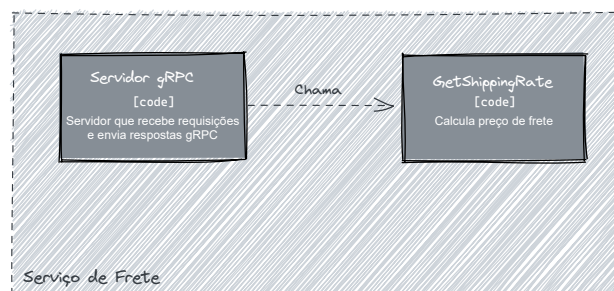 Servidor gRPC
[code]
Servidor que recebe requisições
e envia respostas gRPC
Chama
GetShippingRate
[code]
Calcula preço de frete
Serviço de Frete